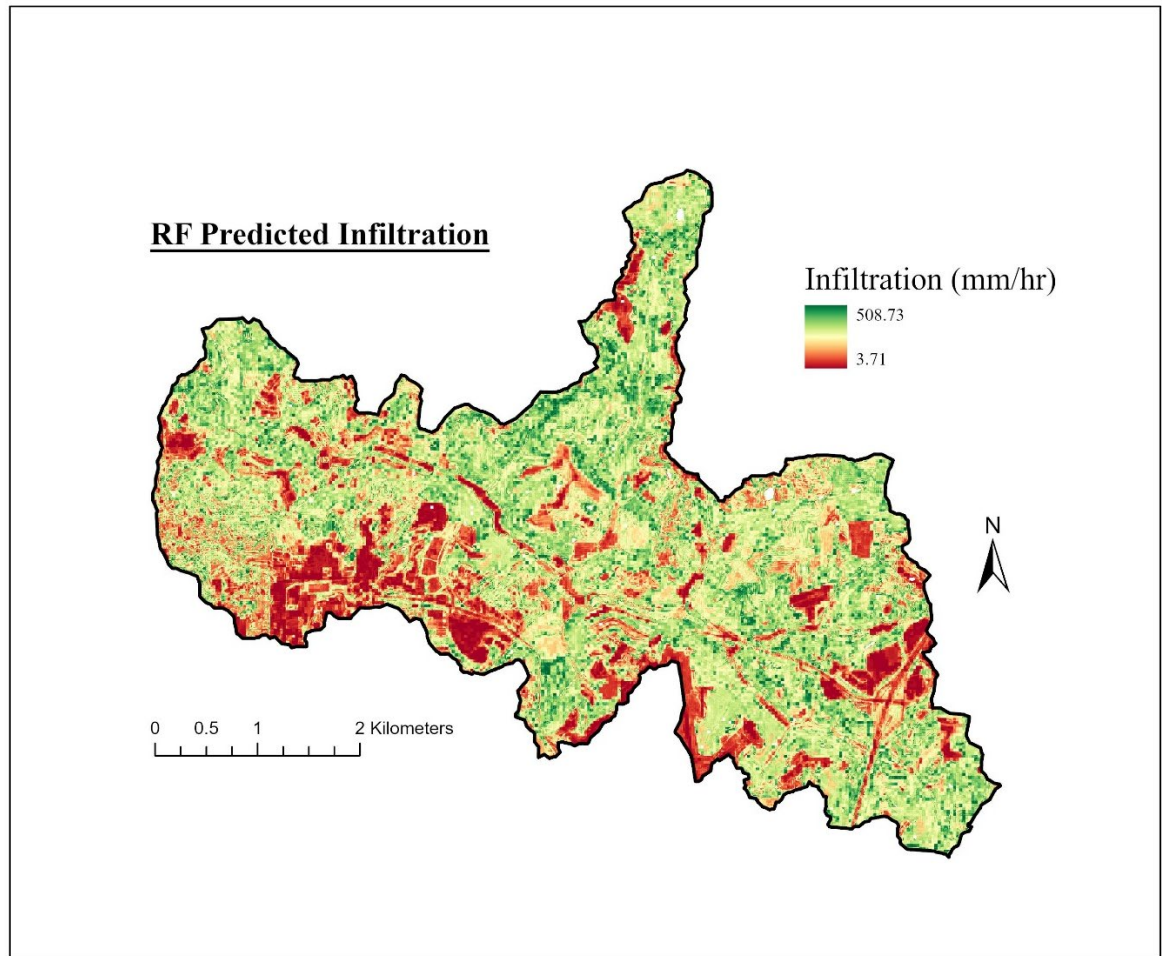 RF Predicted Infiltration
Infiltration (mm/hr)
508.73
3.71
N
0 0.5 1 2 Kilometers